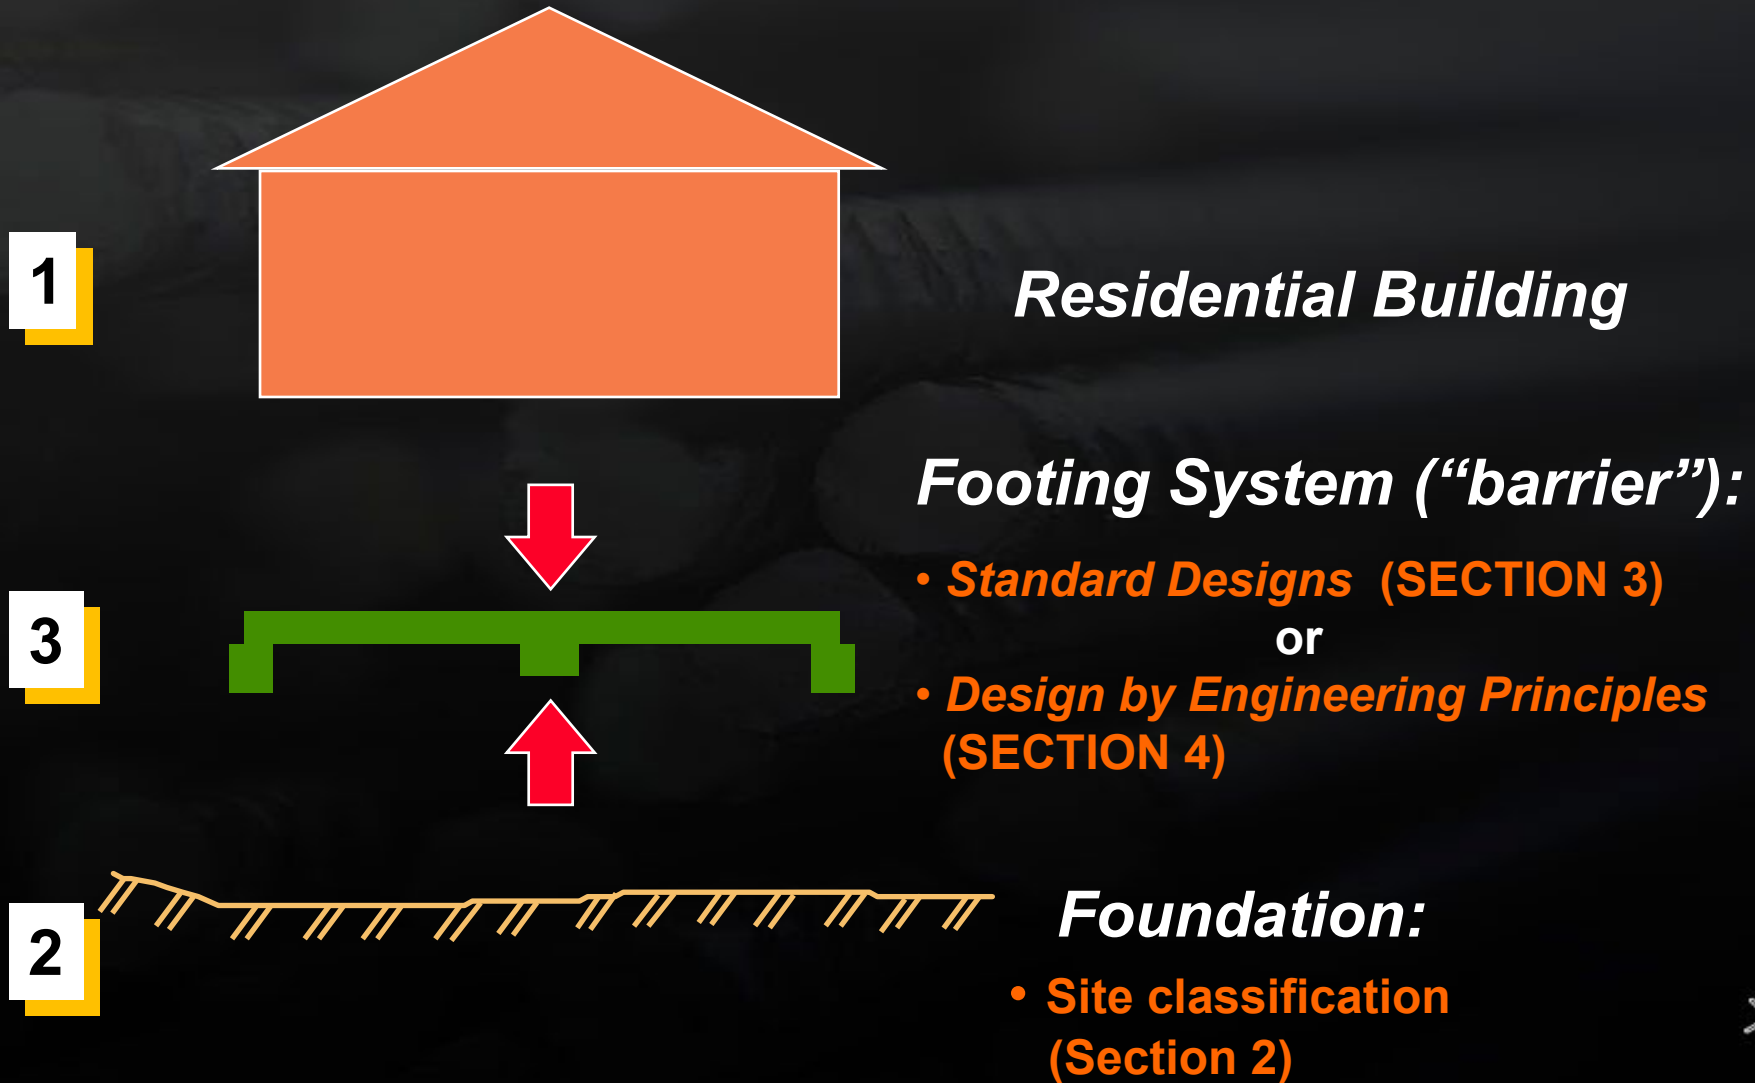 1
Residential Building
Footing System (“barrier”):
• Standard Designs (SECTION 3)
or
3
• Design by Engineering Principles
(SECTION 4)
Foundation:
2
• Site classification
(Section 2)